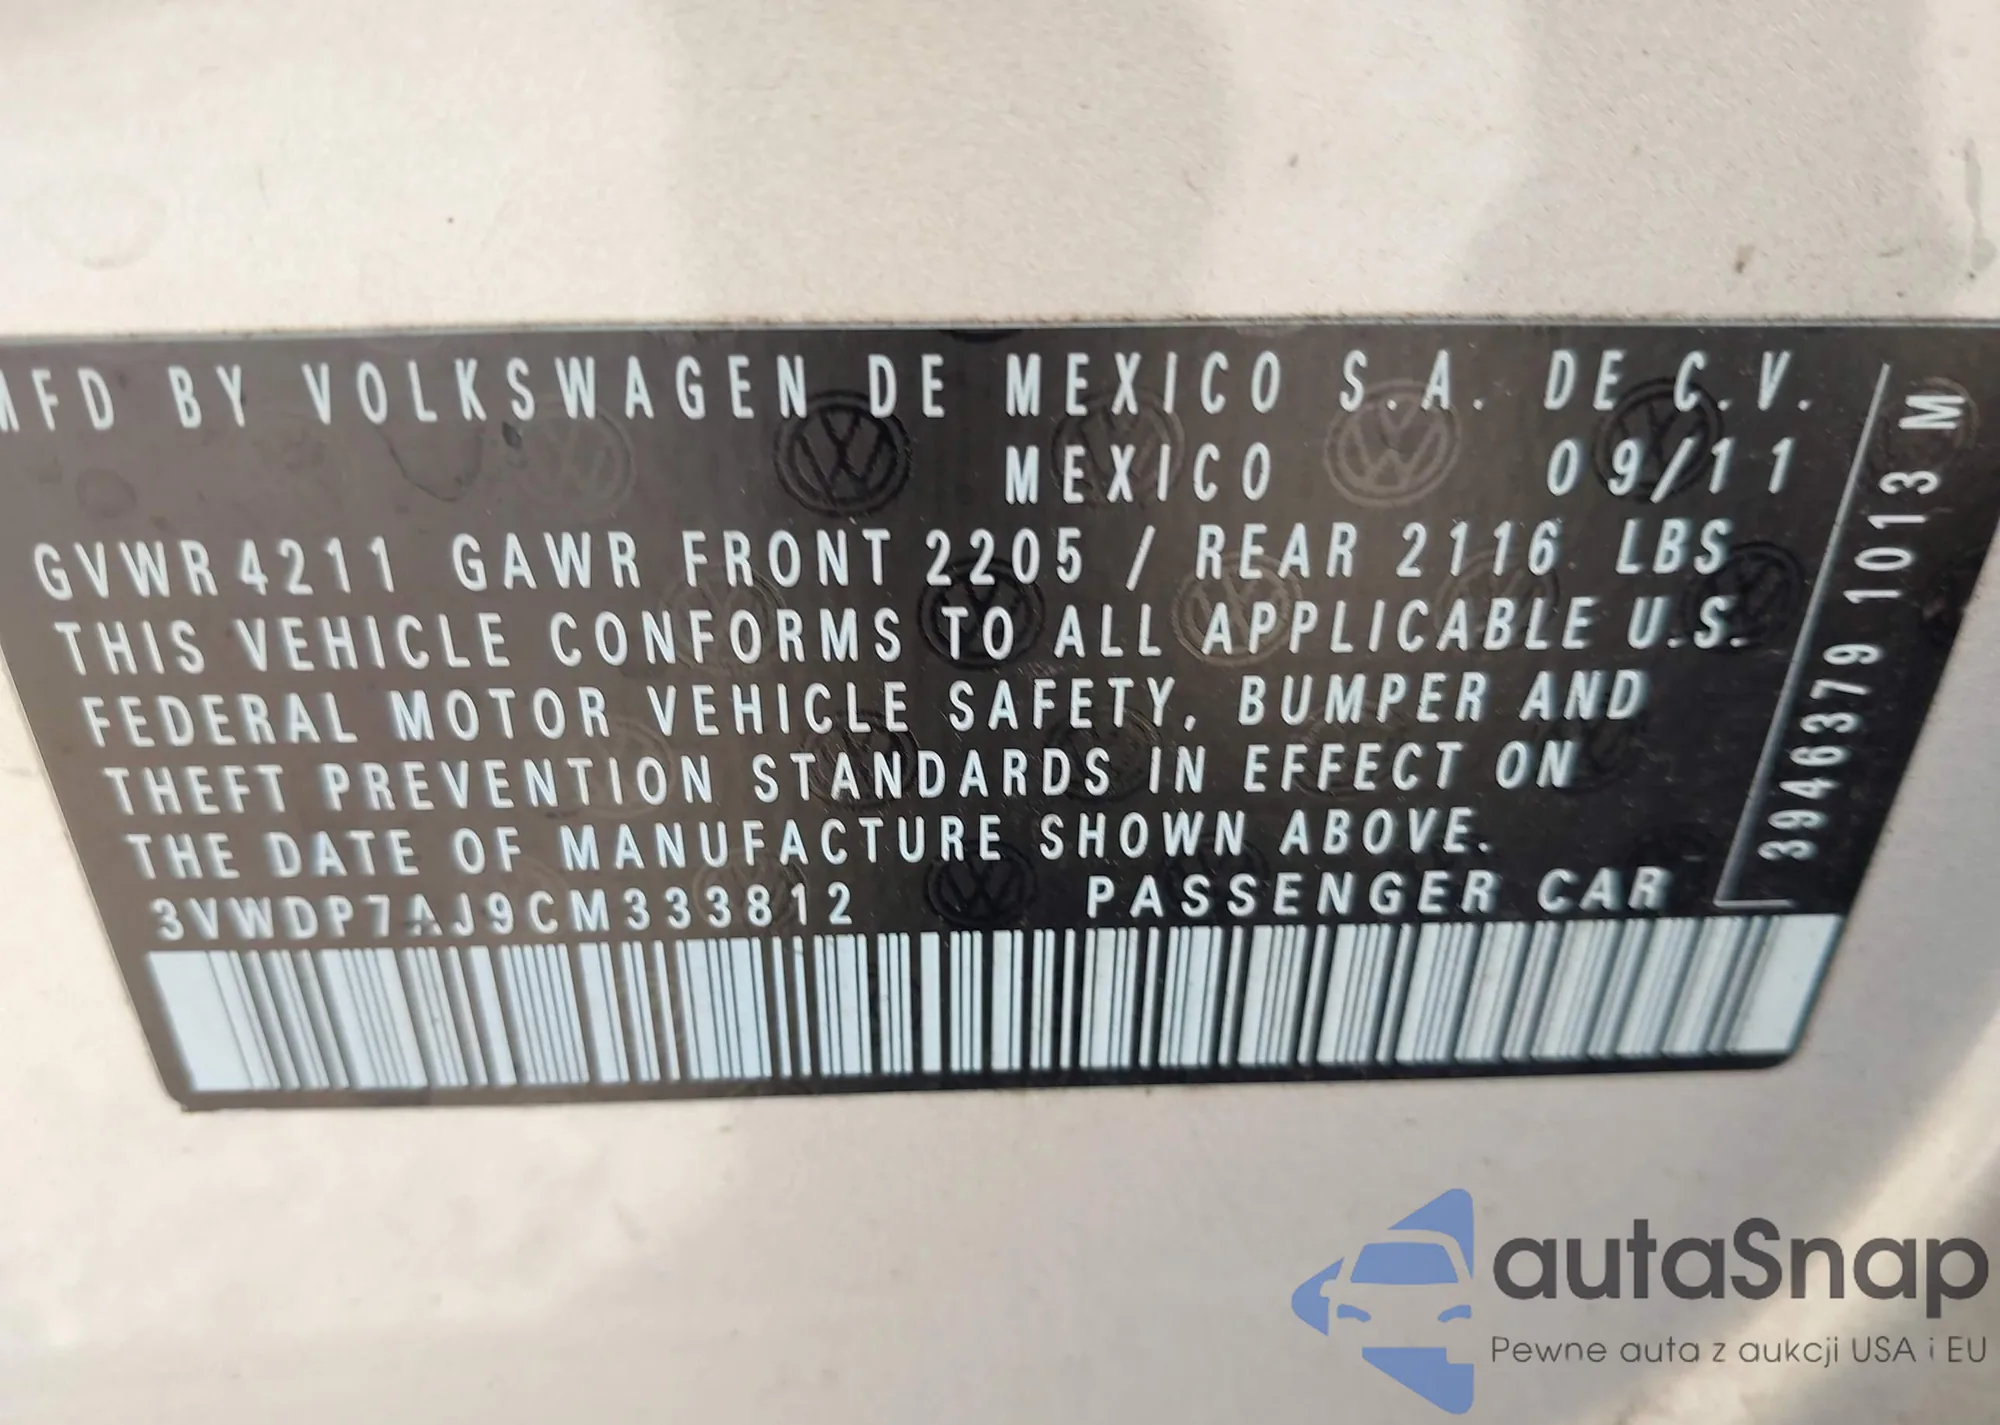 MFD BY VOLKSWAGEN DE MEXICO S.A. DE C.V.
MEXICO 09/11
GVWR 4211 GAWR FRONT 2205 / REAR 2116 LBS
THIS VEHICLE CONFORMS TO ALL APPLICABLE U.S.
FEDERAL MOTOR VEHICLE SAFETY, BUMPER AND
THEFT PREVENTION STANDARDS IN EFFECT ON
THE DATE OF MANUFACTURE SHOWN ABOVE.
3VWDP7AJ9CM333812 PASSENGER CAR
3946379 1013 M
autaSnap
Pewne auta z aukcji USA i EU